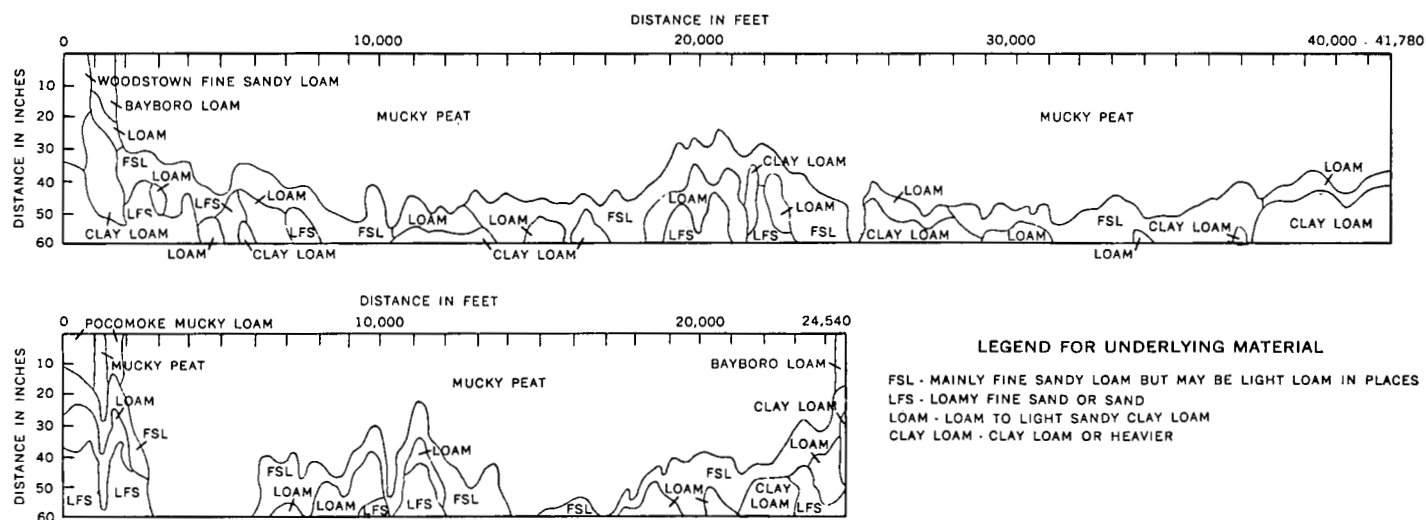 DISTANCE IN FEET
0 10,000 20,000 30,000 40,000 - 41,780
DISTANCE IN INCHES
10
20
30
40
50
60
WOODSTOWN FINE SANDY LOAM
BAYBORO LOAM
MUCKY PEAT MUCKY PEAT
LOAM
FSL
CLAY LOAM
LOAM
LOAM
LOAM
LOAM
LOAM
LFS
LFS
LOAM
LOAM
LOAM
FSL
LOAM
CLAY LOAM
LFS
FSL
LFS
LFS
FSL
CLAY LOAM
LOAM
FSL
CLAY LOAM
CLAY LOAM
LOAM
CLAY LOAM
CLAY LOAM
LOAM
DISTANCE IN FEET
0 10,000 20,000 24,540
POCOMOKE MUCKY LOAM
DISTANCE IN INCHES
10
20
30
40
50
60
MUCKY PEAT
BAYBORO LOAM
MUCKY PEAT
LOAM
CLAY LOAM
FSL
LOAM
LOAM
FSL
FSL
LFS
LFS
LOAM
LOAM
LFS
LFS
FSL
FSL
LOAM
CLAY
LOAM
LFS
LEGEND FOR UNDERLYING MATERIAL
FSL - MAINLY FINE SANDY LOAM BUT MAY BE LIGHT LOAM IN PLACES
LFS - LOAMY FINE SAND OR SAND
LOAM - LOAM TO LIGHT SANDY CLAY LOAM
CLAY LOAM - CLAY LOAM OR HEAVIER